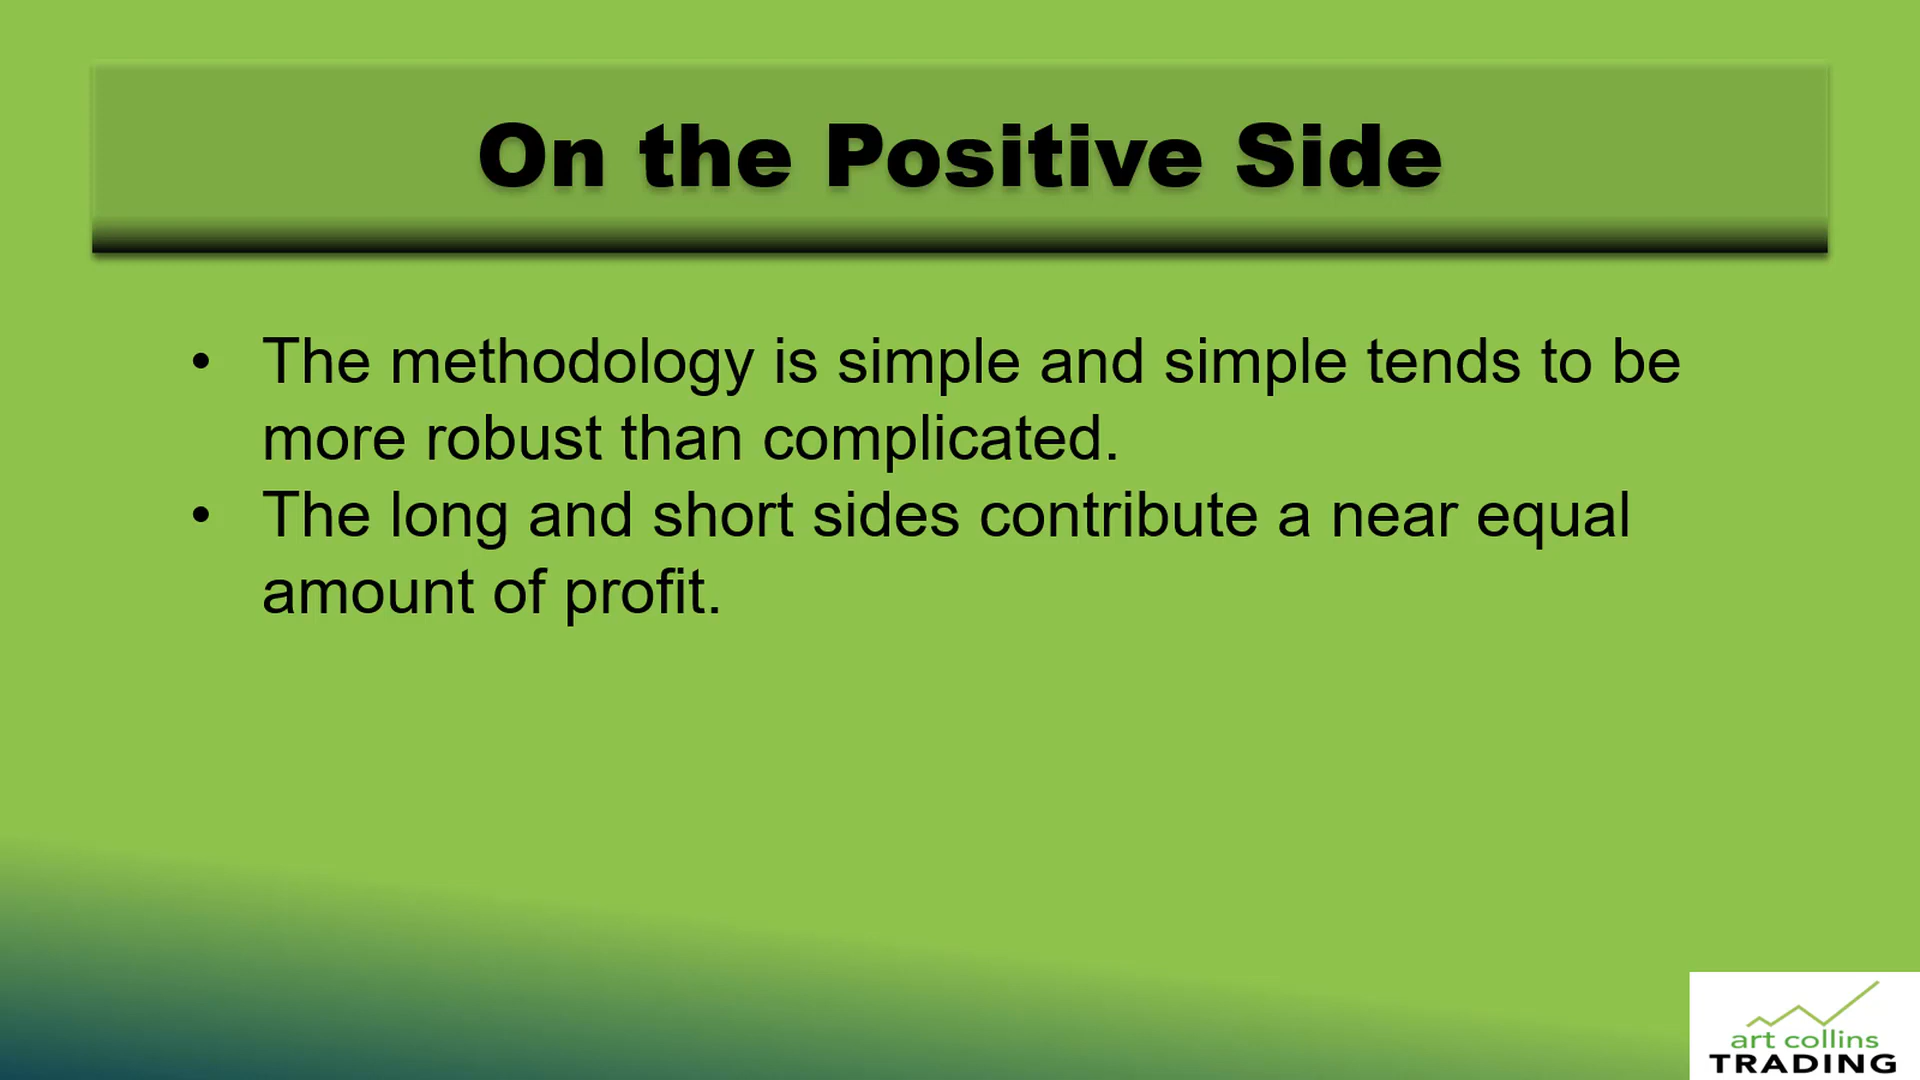 On the Positive Side
• The methodology is simple and simple tends to be
more robust than complicated.
• The long and short sides contribute a near equal
amount of profit.
art collins
TRADING